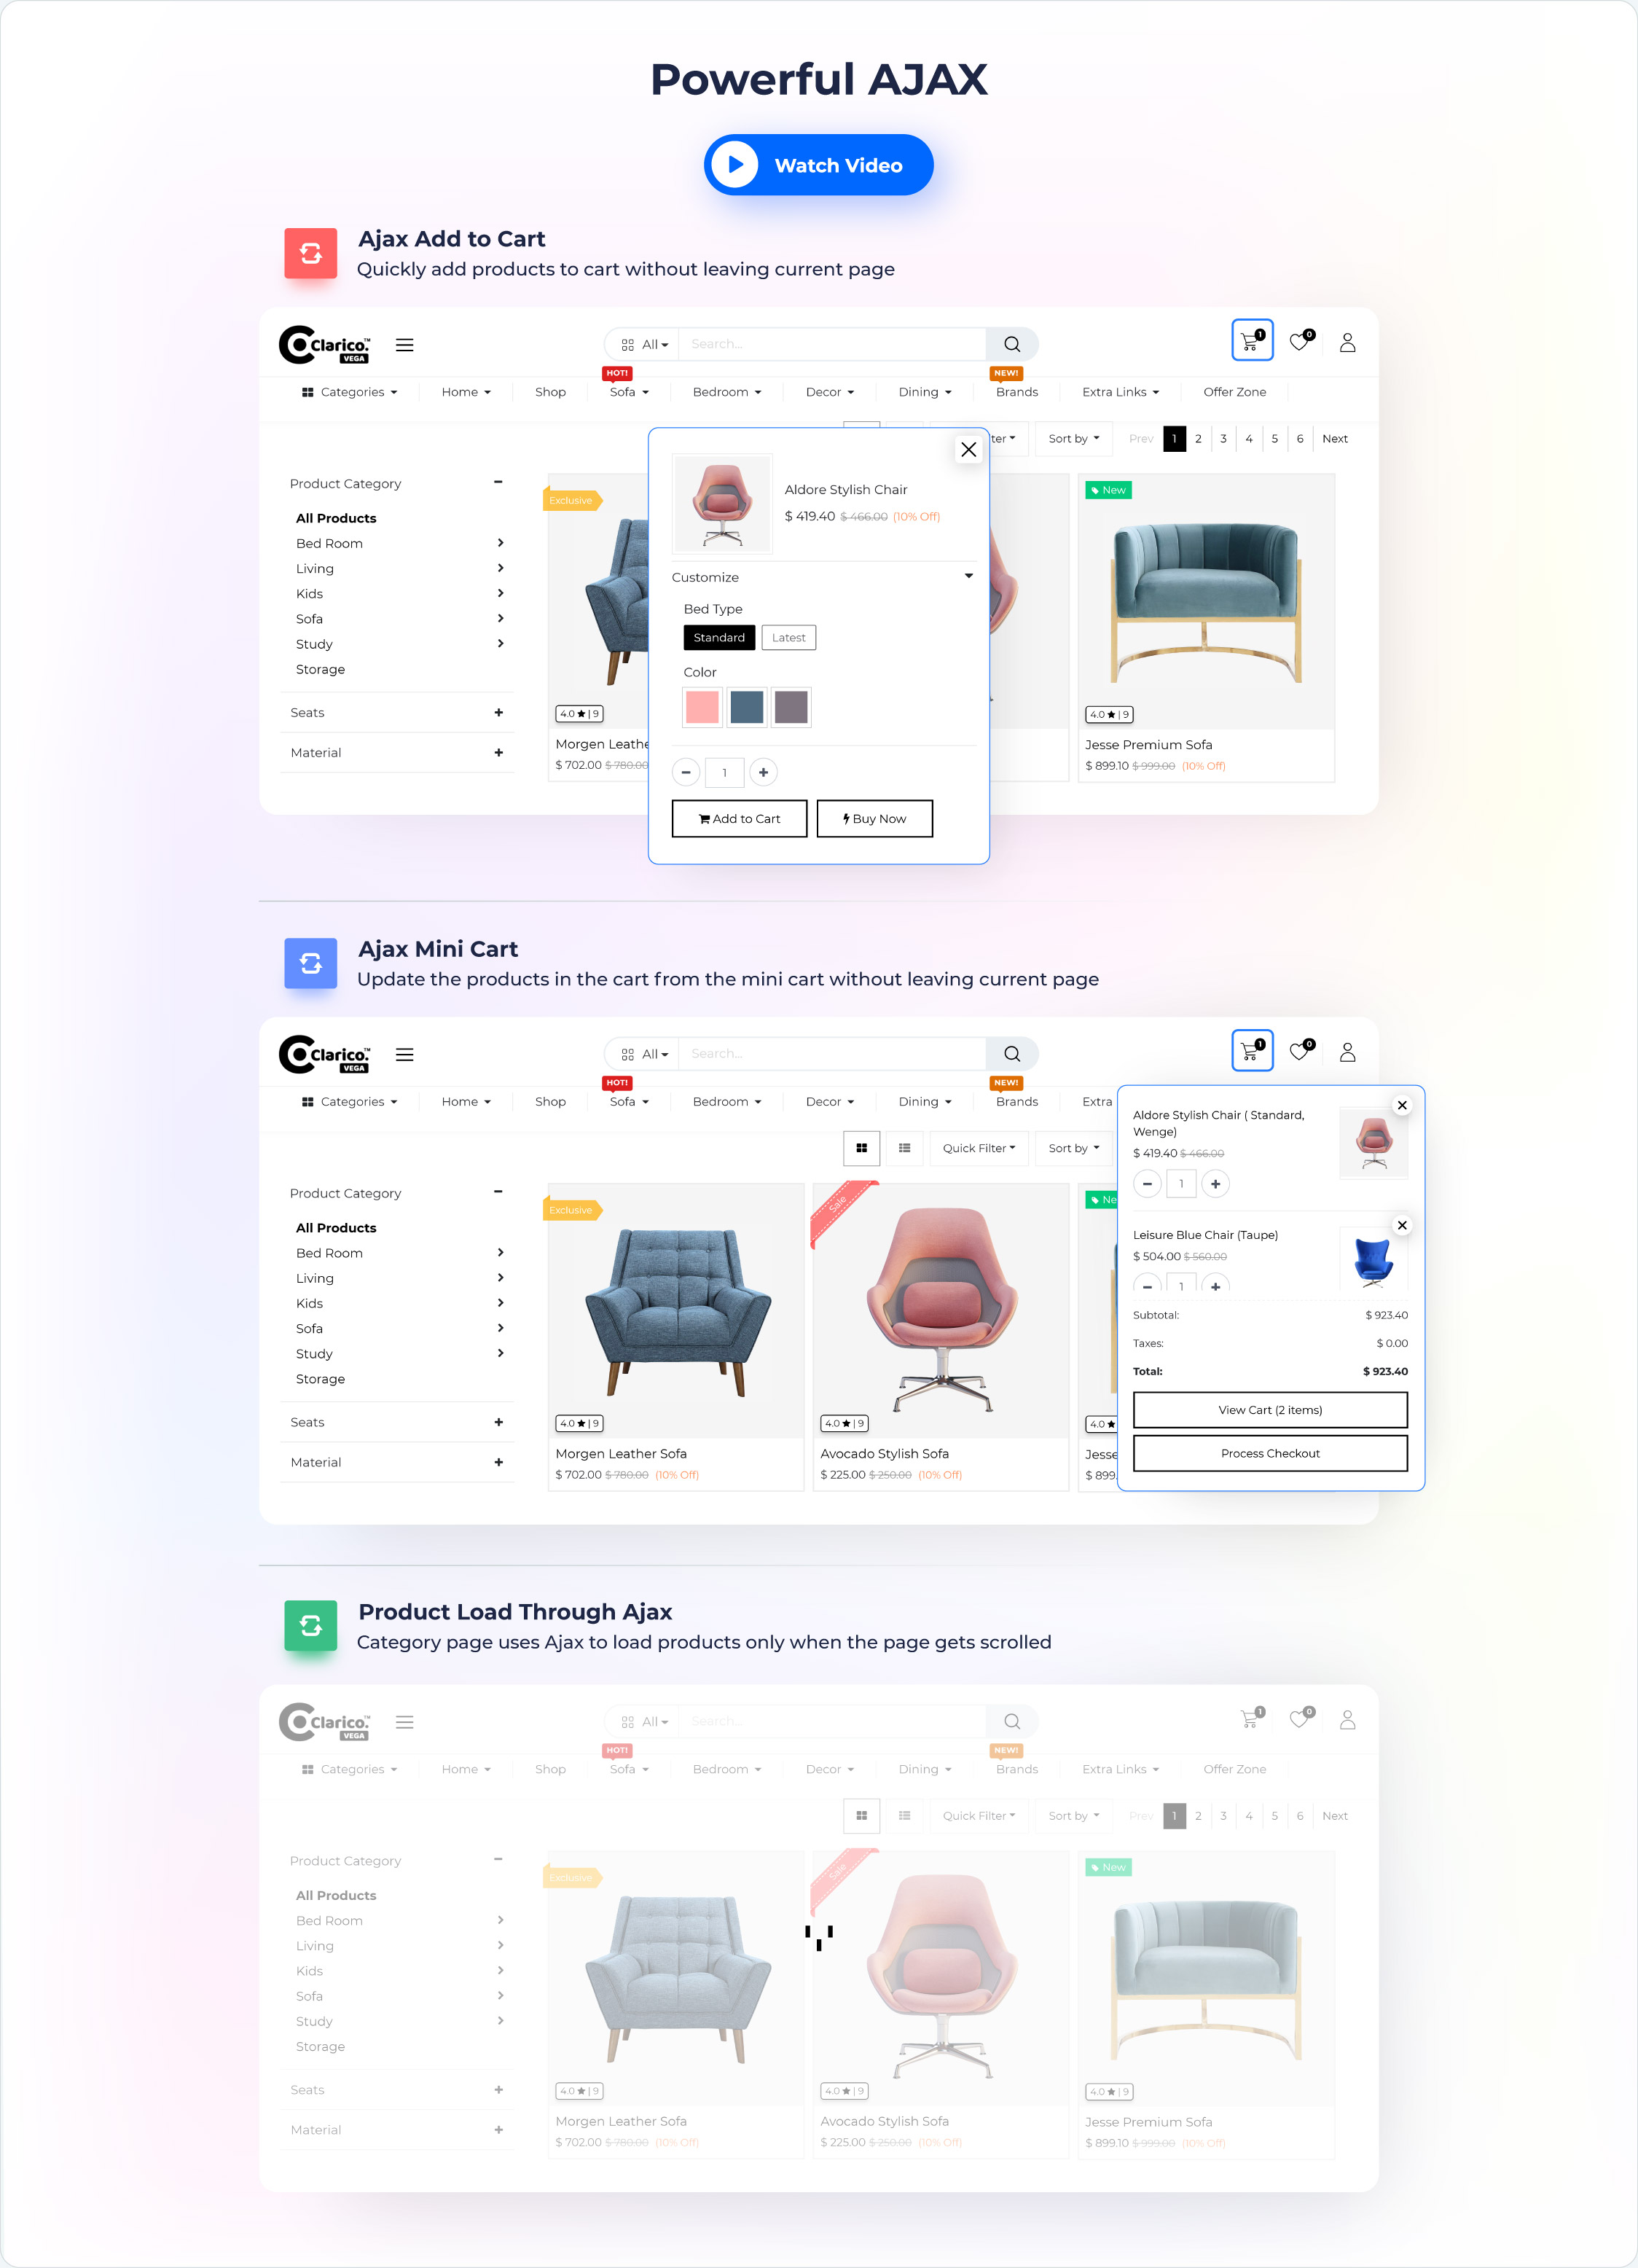 Powerful AJAX
Watch Video
Ajax Add to Cart
Quickly add products to cart without leaving current page
Clarico.™
VEGA
All
Search...
1
0
HOT!
NEW!
Categories Home Shop Sofa Bedroom Decor Dining Brands Extra Links Offer Zone
ter Sort by Prev 1 2 3 4 5 6 Next
Product Category
All Products
Bed Room
Living
Kids
Sofa
Study
Storage
Seats
Material
Exclusive
4.0 ★ | 9
Morgen Leathe
$ 702.00 $ 780.00
Aldore Stylish Chair
$ 419.40 $ 466.00 (10% Off)
Customize
Bed Type
Standard Latest
Color
1
Add to Cart Buy Now
New
4.0 ★ | 9
Jesse Premium Sofa
$ 899.10 $ 999.00 (10% Off)
Ajax Mini Cart
Update the products in the cart from the mini cart without leaving current page
Clarico.™
VEGA
All
Search...
1
0
HOT!
NEW!
Categories Home Shop Sofa Bedroom Decor Dining Brands Extra
Quick Filter Sort by
Product Category
All Products
Bed Room
Living
Kids
Sofa
Study
Storage
Seats
Material
Exclusive
4.0 ★ | 9
Morgen Leather Sofa
$ 702.00 $ 780.00 (10% Off)
Sale
4.0 ★ | 9
Avocado Stylish Sofa
$ 225.00 $ 250.00 (10% Off)
Ne
4.0 ★
Jesse
$ 899.
Aldore Stylish Chair ( Standard,
Wenge)
$ 419.40 $ 466.00
1
Leisure Blue Chair (Taupe)
$ 504.00 $ 560.00
1
Subtotal: $ 923.40
Taxes: $ 0.00
Total: $ 923.40
View Cart (2 items)
Process Checkout
Product Load Through Ajax
Category page uses Ajax to load products only when the page gets scrolled
Clarico.™
VEGA
All
Search...
1
0
HOT!
NEW!
Categories Home Shop Sofa Bedroom Decor Dining Brands Extra Links Offer Zone
Quick Filter Sort by Prev 1 2 3 4 5 6 Next
Product Category
All Products
Bed Room
Living
Kids
Sofa
Study
Storage
Seats
Material
Exclusive
4.0 ★ | 9
Morgen Leather Sofa
$ 702.00 $ 780.00 (10% Off)
Sale
4.0 ★ | 9
Avocado Stylish Sofa
$ 225.00 $ 250.00 (10% Off)
New
4.0 ★ | 9
Jesse Premium Sofa
$ 899.10 $ 999.00 (10% Off)